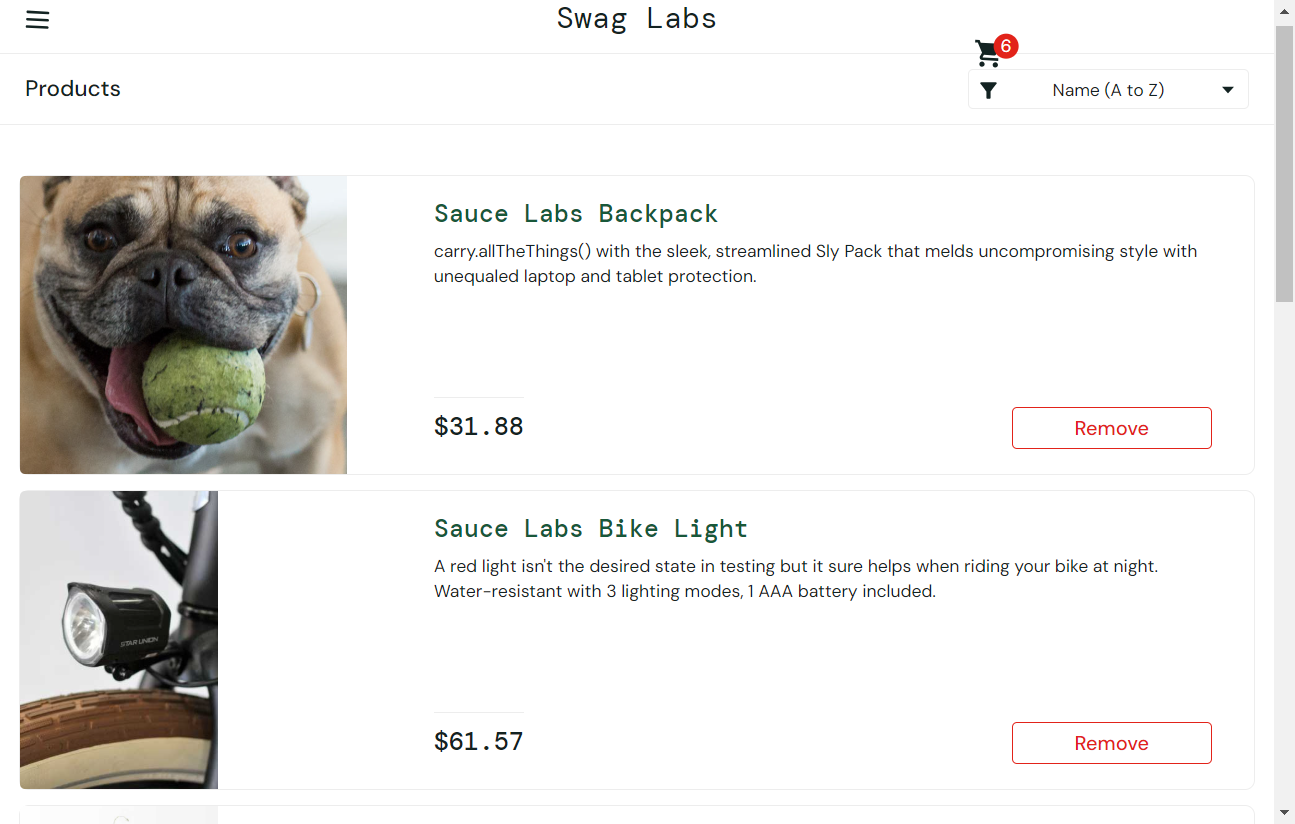 Swag Labs
6
Products
Name (A to Z)
Sauce Labs Backpack
carry.allTheThings() with the sleek, streamlined Sly Pack that melds uncompromising style with
unequaled laptop and tablet protection.
$31.88
Remove
Sauce Labs Bike Light
A red light isn't the desired state in testing but it sure helps when riding your bike at night.
Water-resistant with 3 lighting modes, 1 AAA battery included.
STAR UNION
$61.57
Remove